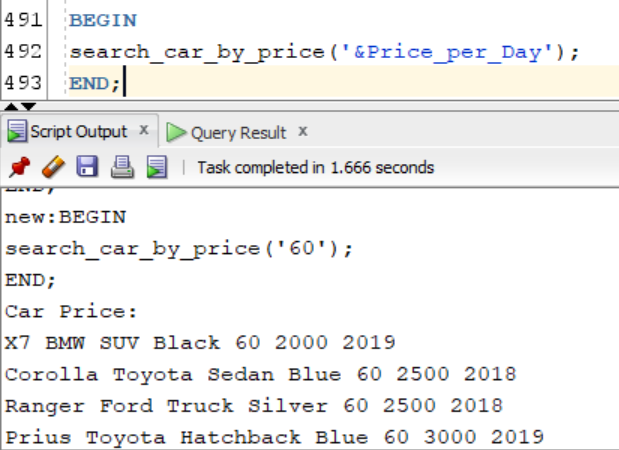 491 BEGIN
492 search_car_by_price('&Price_per_Day');
493 END;
Script Output x Query Result x
Task completed in 1.666 seconds
END;
new:BEGIN
search_car_by_price('60');
END;
Car Price:
X7 BMW SUV Black 60 2000 2019
Corolla Toyota Sedan Blue 60 2500 2018
Ranger Ford Truck Silver 60 2500 2018
Prius Toyota Hatchback Blue 60 3000 2019